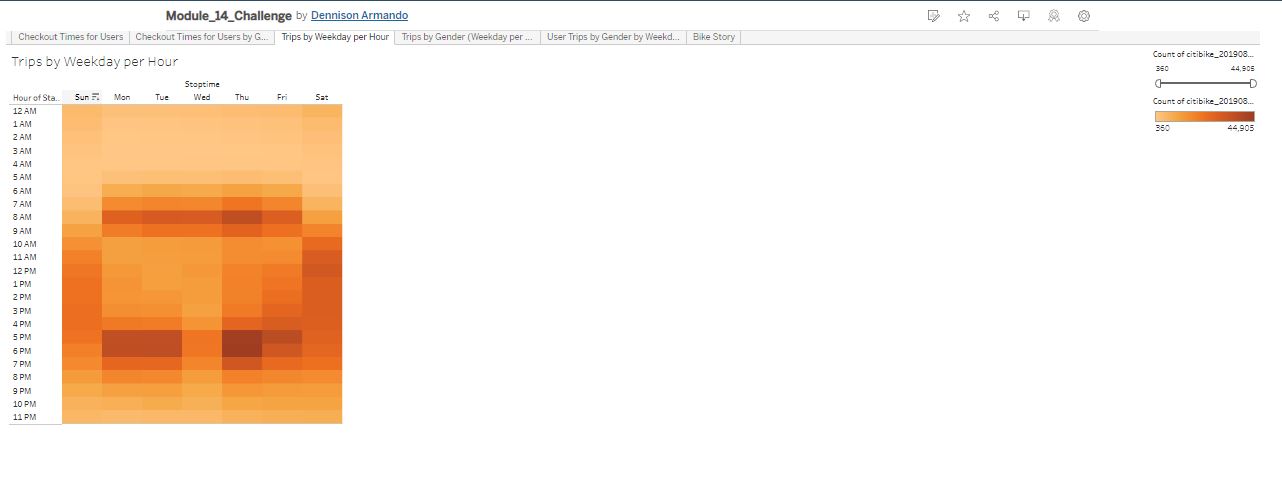 Module_14_Challenge by Dennison Armando
Checkout Times for Users Checkout Times for Users by G... Trips by Weekday per Hour Trips by Gender (Weekday per ... User Trips by Gender by Weekd... Bike Story
Trips by Weekday per Hour
Stoptime
Hour of Sta.. Sun Mon Tue Wed Thu Fri Sat
12 AM
1 AM
2 AM
3 AM
4 AM
5 AM
6 AM
7 AM
8 AM
9 AM
10 AM
11 AM
12 PM
1 PM
2 PM
3 PM
4 PM
5 PM
6 PM
7 PM
8 PM
9 PM
10 PM
11 PM
Count of citibike_201908...
360 44,905
Count of citibike_201908...
360 44,905